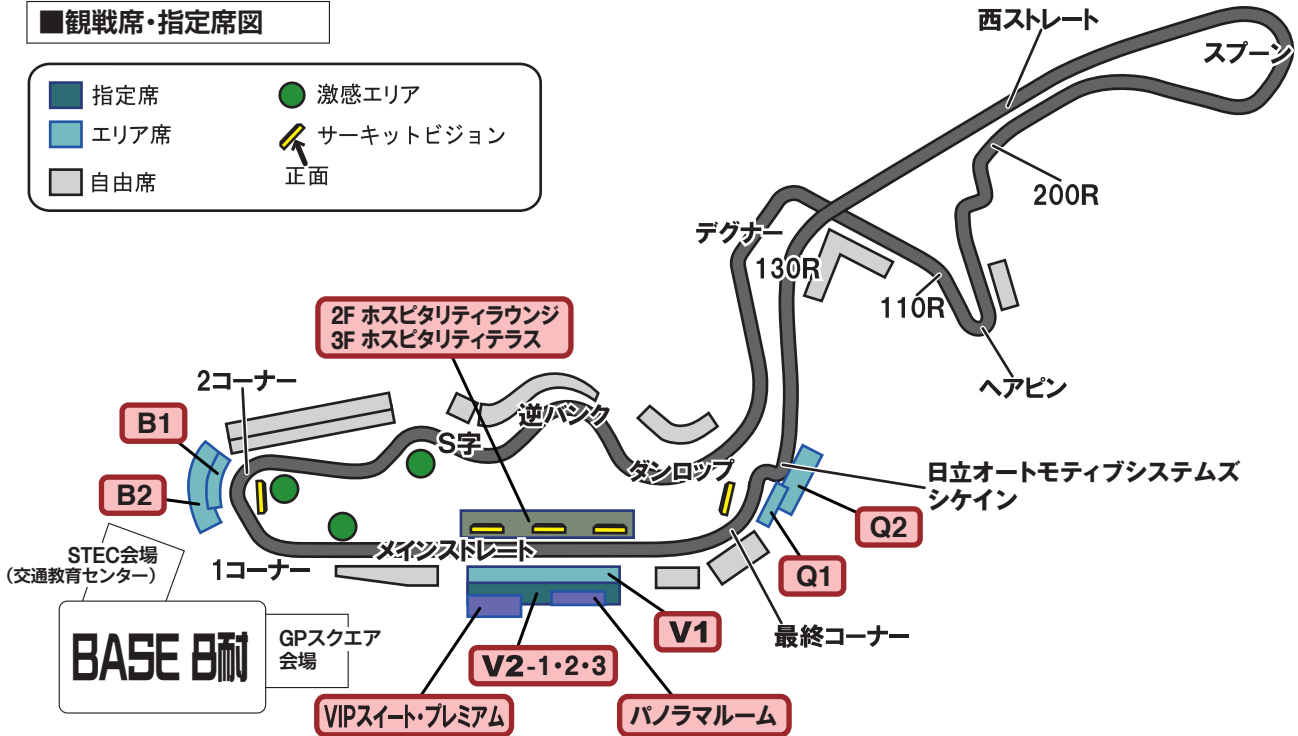 ■観戦席・指定席図
指定席
激感エリア
エリア席
サーキットビジョン
自由席
正面
西ストレート
スプーン
200R
デグナー
130R
110R
ヘアピン
2F ホスピタリティラウンジ
3F ホスピタリティテラス
2コーナー
逆バンク
B1
S字
ダンロップ
日立オートモティブシステムズ
シケイン
B2
Q2
STEC会場
(交通教育センター)
1コーナー
メインストレート
Q1
V1
最終コーナー
BASE 8耐
GPスクエア
会場
V2-1・2・3
VIPスイート・プレミアム
パノラマルーム